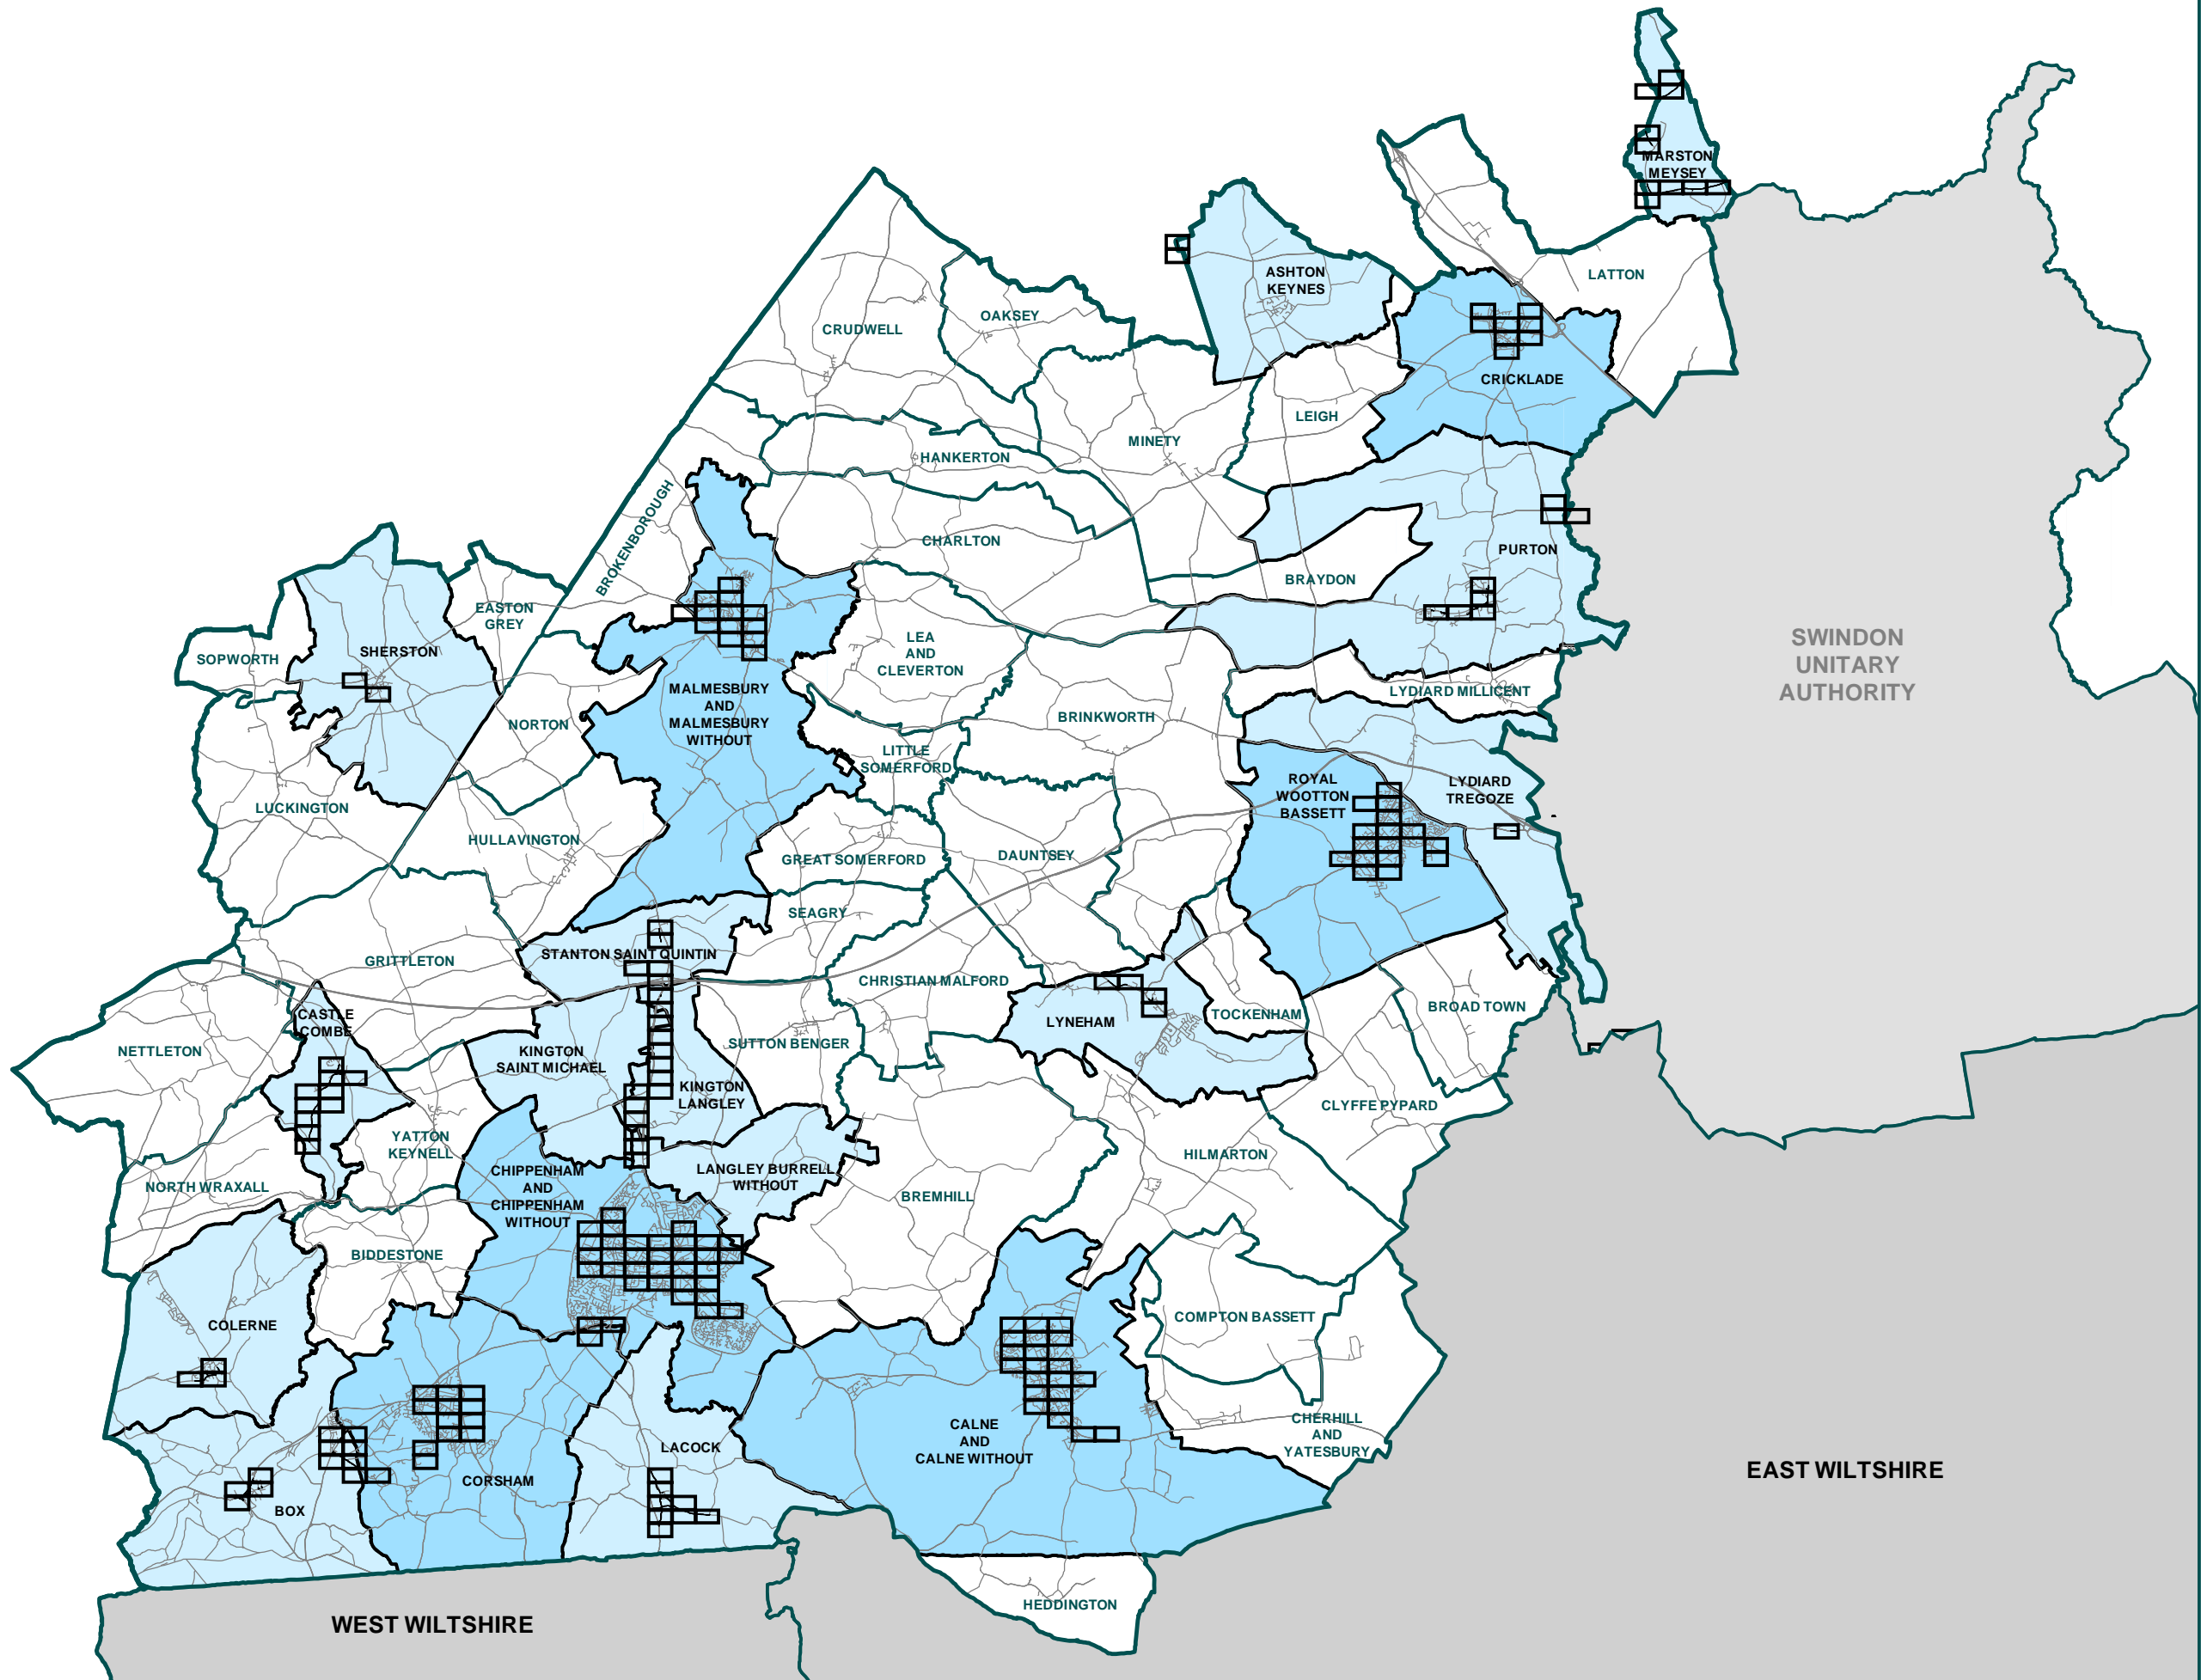 MARSTON
MEYSEY
ASHTON
KEYNES
LATTON
OAKSEY
CRUDWELL
CRICKLADE
LEIGH
MINETY
HANKERTON
BROKENBOROUGH
CHARLTON
PURTON
BRAYDON
EASTON
GREY
SHERSTON
SOPWORTH
LEA
AND
CLEVERTON
SWINDON
UNITARY
AUTHORITY
MALMESBURY
AND
MALMESBURY
WITHOUT
LYDIARD MILLICENT
NORTON
BRINKWORTH
LITTLE
SOMERFORD
ROYAL
WOOTTON
BASSETT
LYDIARD
TREGOZE
LUCKINGTON
HULLAVINGTON
GREAT SOMERFORD
DAUNTSEY
SEAGRY
STANTON SAINT QUINTIN
GRITTLETON
CHRISTIAN MALFORD
BROAD TOWN
CASTLE
COMBE
LYNEHAM
TOCKENHAM
NETTLETON
SUTTON BENGER
KINGTON
SAINT MICHAEL
KINGTON
LANGLEY
CLYFFE PYPARD
YATTON
KEYNELL
HILMARTON
CHIPPENHAM
AND
CHIPPENHAM
WITHOUT
LANGLEY BURRELL
WITHOUT
NORTH WRAXALL
BREMHILL
BIDDESTONE
COLERNE
COMPTON BASSETT
CALNE
AND
CALNE WITHOUT
CHERHILL
AND
YATESBURY
LACOCK
CORSHAM
BOX
EAST WILTSHIRE
HEDDINGTON
WEST WILTSHIRE